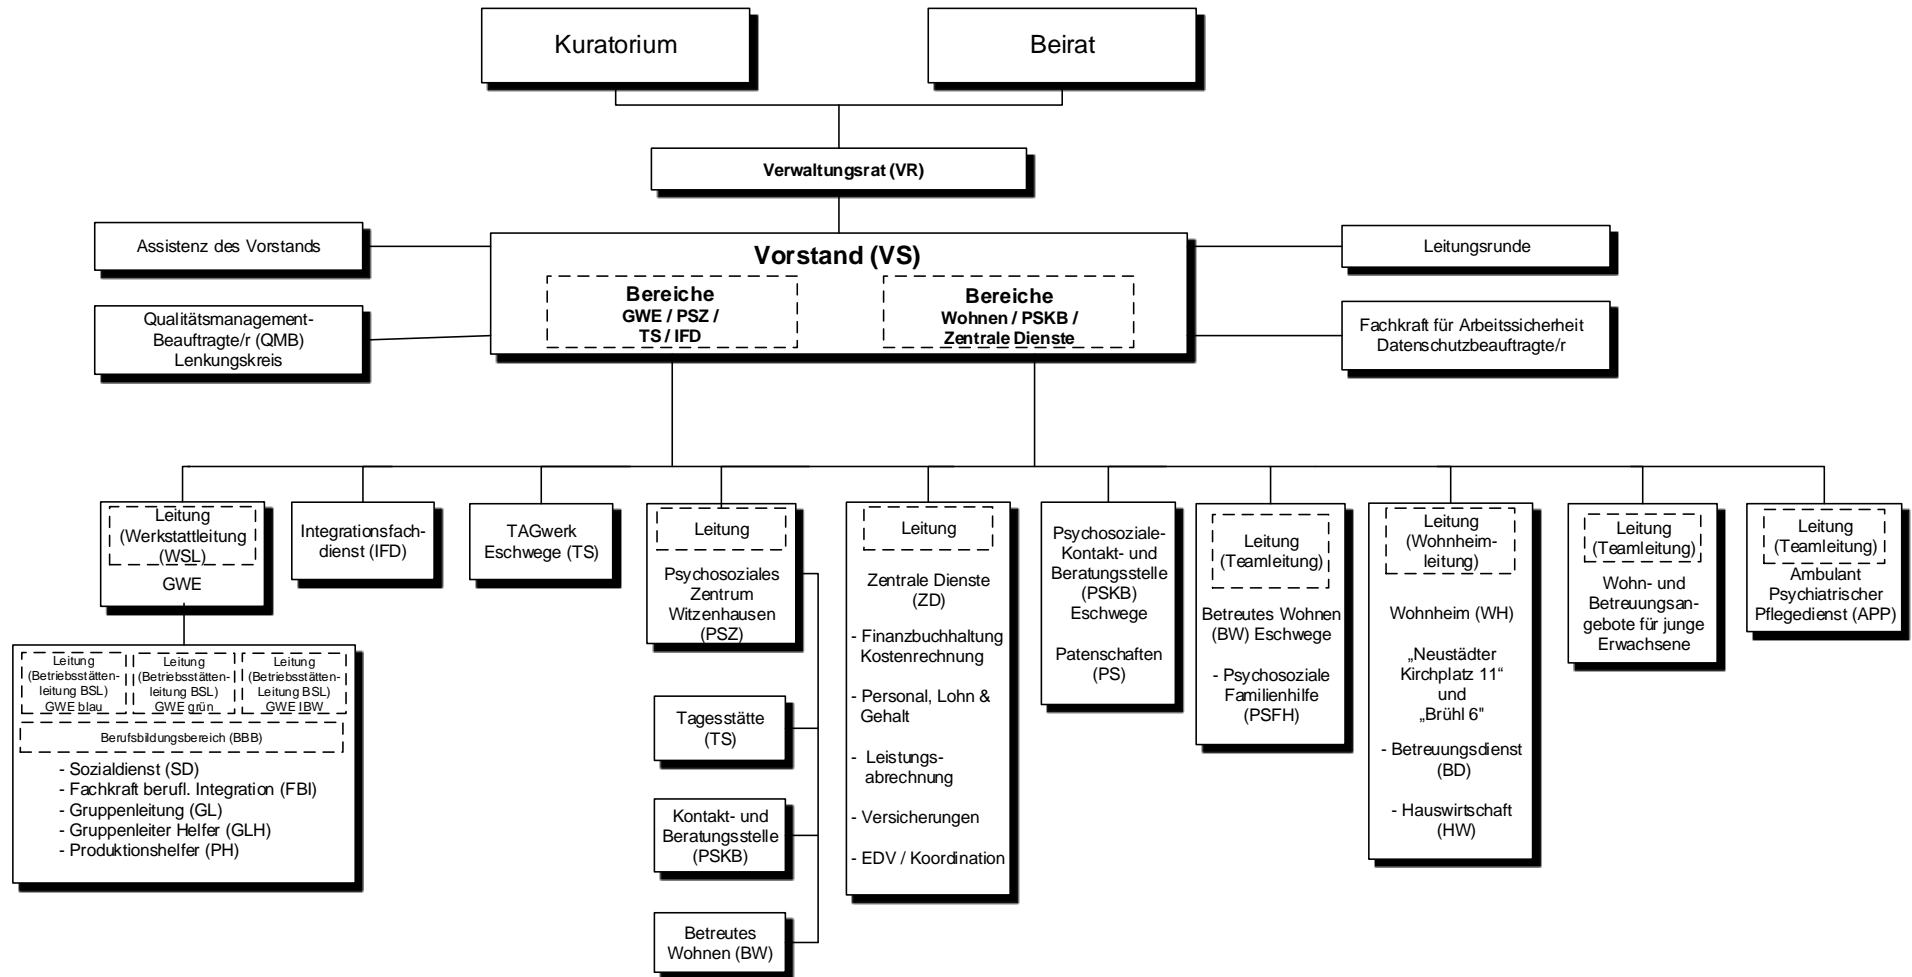 Kuratorium
Beirat
Verwaltungsrat (VR)
Assistenz des Vorstands
Vorstand (VS)
Leitungsrunde
Bereiche
GWE / PSZ /
TS / IFD
Bereiche
Wohnen / PSKB /
Zentrale Dienste
Qualitätsmanagement-
Beauftragte/r (QMB)
Lenkungskreis
Fachkraft für Arbeitssicherheit
Datenschutzbeauftragte/r
Leitung
(Werkstattleitung
(WSL)
GWE
Leitung
(Betriebsstätten-
leitung BSL)
GWE blau
Leitung
(Betriebsstätten-
leitung BSL)
GWE grün
Leitung
(Betriebsstätten-
Leitung BSL)
GWE IBW
Berufsbildungsbereich (BBB)
- Sozialdienst (SD)
- Fachkraft berufl. Integration (FBI)
- Gruppenleitung (GL)
- Gruppenleiter Helfer (GLH)
- Produktionshelfer (PH)
Integrationsfach-
dienst (IFD)
TAGwerk
Eschwege (TS)
Leitung
Psychosoziales
Zentrum
Witzenhausen
(PSZ)
Tagesstätte
(TS)
Kontakt- und
Beratungsstelle
(PSKB)
Betreutes
Wohnen (BW)
Leitung
Zentrale Dienste
(ZD)
- Finanzbuchhaltung
Kostenrechnung
- Personal, Lohn &
Gehalt
- Leistungs-
abrechnung
- Versicherungen
- EDV / Koordination
Psychosoziale-
Kontakt- und
Beratungsstelle
(PSKB)
Eschwege
Patenschaften
(PS)
Leitung
(Teamleitung)
Betreutes Wohnen
(BW) Eschwege
- Psychosoziale
Familienhilfe
(PSFH)
Leitung
(Wohnheim-
leitung)
Wohnheim (WH)
„Neustädter
Kirchplatz 11“
und
„Brühl 6"
- Betreuungsdienst
(BD)
- Hauswirtschaft
(HW)
Leitung
(Teamleitung)
Wohn- und
Betreuungsan-
gebote für junge
Erwachsene
Leitung
(Teamleitung)
Ambulant
Psychiatrischer
Pflegedienst (APP)